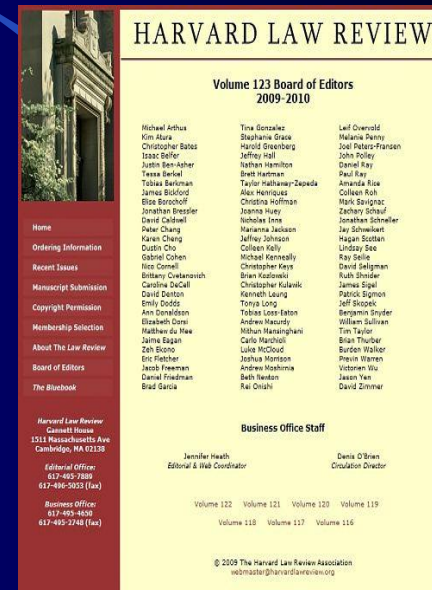 HARVARD LAW REVIEW
Volume 123 Board of Editors
2009-2010
Michael Arthus
Kim Atura
Christopher Bates
Isaac Belfer
Justin Ben-Asher
Tessa Berkel
Tobias Berkman
James Bickford
Elise Borochoff
Jonathan Bressler
David Caldwell
Peter Chang
Karen Cheng
Dustin Cho
Gabriel Cohen
Nico Cornell
Brittany Cvetanovich
Caroline DeCell
David Denton
Emily Dodds
Ann Donaldson
Elizabeth Dorsi
Matthew du Mee
Jaime Eagan
Zeh Ekono
Eric Fletcher
Jacob Freeman
Daniel Friedman
Brad Garcia
Tina Gonzalez
Stephanie Grace
Harold Greenberg
Jeffrey Hall
Nathan Hamilton
Brett Hartman
Taylor Hathaway-Zepeda
Alex Henriques
Christina Hoffman
Joanna Huey
Nicholas Inns
Marianna Jackson
Jeffrey Johnson
Colleen Kelly
Michael Kenneally
Christopher Keys
Brian Kozlowski
Christopher Kulawik
Kenneth Leung
Tonya Long
Tobias Loss-Eaton
Andrew Macurdy
Mithun Mansinghani
Carlo Marchioli
Luke McCloud
Joshua Morrison
Andrew Moshirnia
Beth Newton
Rei Onishi
Leif Overvold
Melanie Penny
Joel Peters-Fransen
John Polley
Daniel Ray
Paul Ray
Amanda Rice
Colleen Roh
Mark Savignac
Zachary Schauf
Jonathan Schneller
Jay Schweikert
Hagan Scotten
Lindsay See
Ray Seilie
David Seligman
Ruth Shnider
James Sigel
Patrick Sigmon
Jeff Skopek
Benjamin Snyder
William Sullivan
Tim Taylor
Brian Thurber
Burden Walker
Previn Warren
Victorien Wu
Jason Yen
David Zimmer
Home
Ordering Information
Recent Issues
Manuscript Submission
Copyright Permission
Membership Selection
About The Law Review
Board of Editors
The Bluebook
Harvard Law Review
Gannett House
1511 Massachusetts Ave
Cambridge, MA 02138
Editorial Office:
617-495-7889
617-496-5053 (fax)
Business Office:
617-495-4650
617-495-2748 (fax)
Business Office Staff
Jennifer Heath
Editorial & Web Coordinator
Denis O'Brien
Circulation Director
Volume 122 Volume 121 Volume 120 Volume 119
Volume 118 Volume 117 Volume 116
© 2009 The Harvard Law Review Association
webmaster@harvardlawreview.org